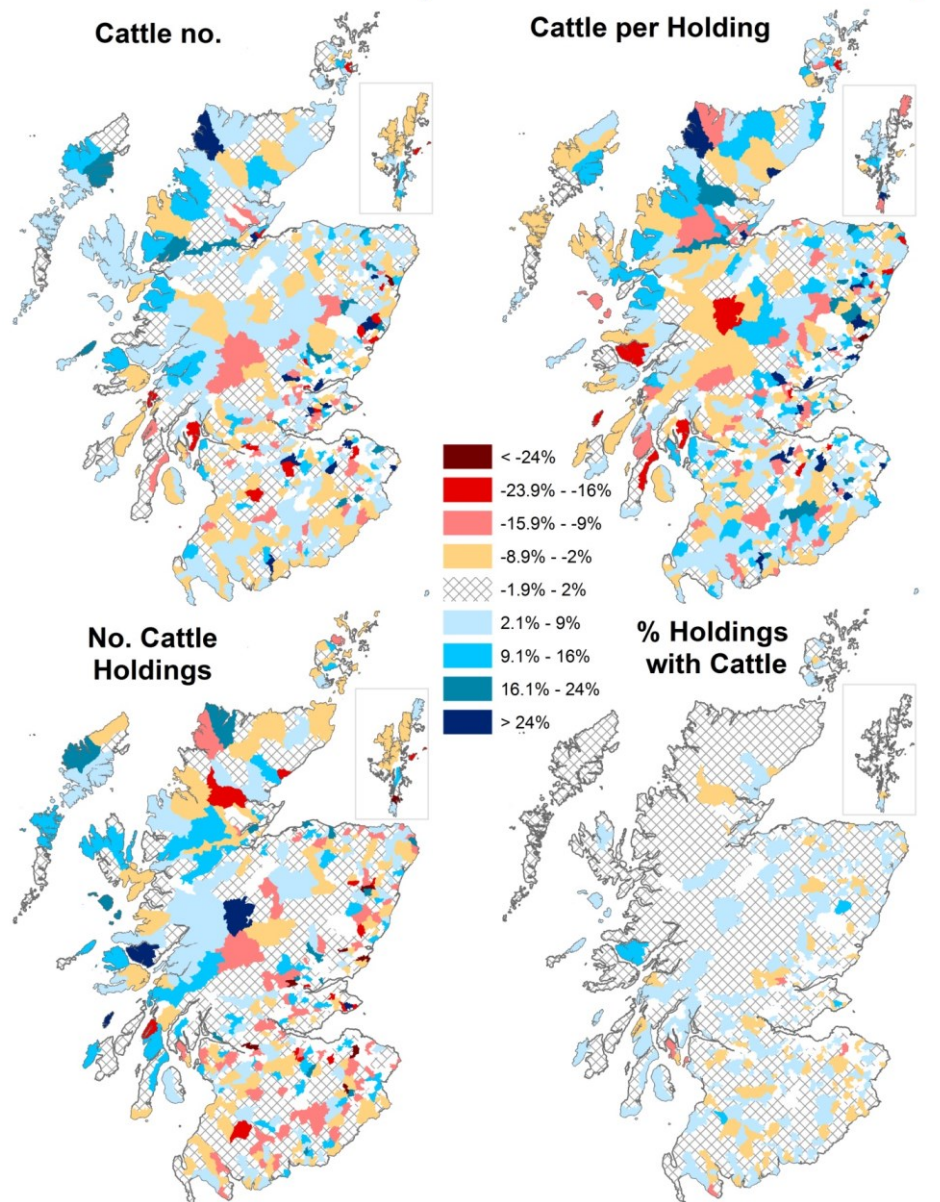 Cattle no.
Cattle per Holding
< -24%
-23.9% - -16%
-15.9% - -9%
-8.9% - -2%
-1.9% - 2%
2.1% - 9%
9.1% - 16%
16.1% - 24%
> 24%
No. Cattle
Holdings
% Holdings
with Cattle